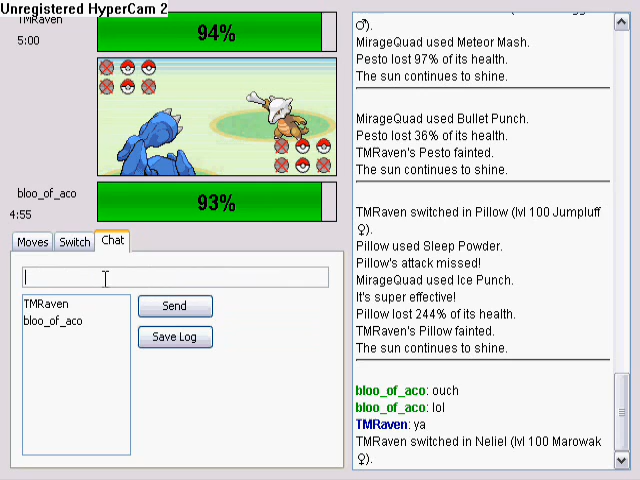 Unregistered HyperCam 2
TMRaven
5:00
94%
bloo_of_aco
4:55
93%
Moves
Switch
Chat
TMRaven
bloo_of_aco
Send
Save Log
♂.
MirageQuad used Meteor Mash.
Pesto lost 97% of its health.
The sun continues to shine.
MirageQuad used Bullet Punch.
Pesto lost 36% of its health.
TMRaven's Pesto fainted.
The sun continues to shine.
TMRaven switched in Pillow (lvl 100 Jumpluff
♀).
Pillow used Sleep Powder.
Pillow's attack missed!
MirageQuad used Ice Punch.
It's super effective!
Pillow lost 244% of its health.
TMRaven's Pillow fainted.
The sun continues to shine.
bloo_of_aco: ouch
bloo_of_aco: lol
TMRaven: ya
TMRaven switched in Neliel (lvl 100 Marowak
♀).